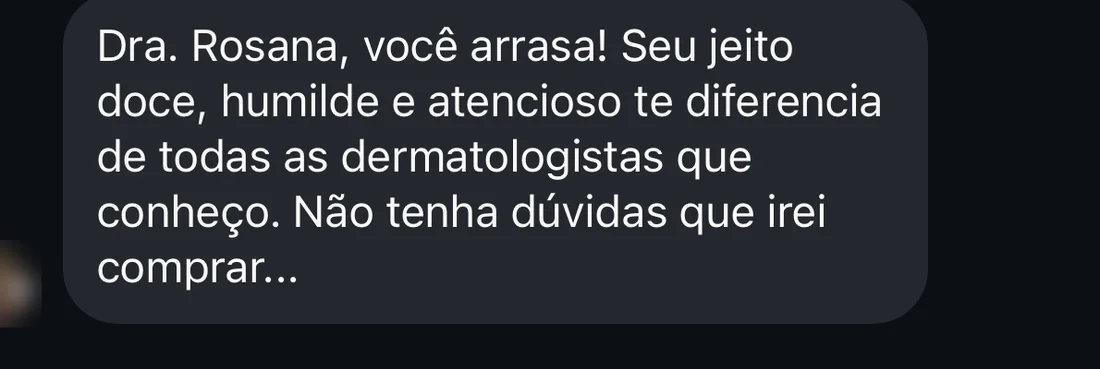 Dra. Rosana, você arrasa! Seu jeito
doce, humilde e atencioso te diferencia
de todas as dermatologistas que
conheço. Não tenha dúvidas que irei
comprar...